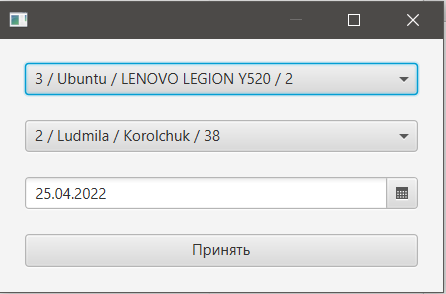 3 / Ubuntu / LENOVO LEGION Y520 / 2
2 / Ludmila / Korolchuk / 38
25.04.2022
Принять